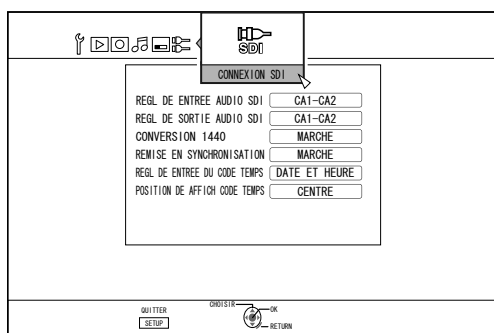 SDI
CONNEXION SDI
REGL DE ENTREE AUDIO SDI CA1-CA2
REGL DE SORTIE AUDIO SDI CA1-CA2
CONVERSION 1440 MARCHE
REMISE EN SYNCHRONISATION MARCHE
REGL DE ENTREE DU CODE TEMPS DATE ET HEURE
POSITION DE AFFICH CODE TEMPS CENTRE
QUITTER
SETUP
CHOISIR
OK
RETURN